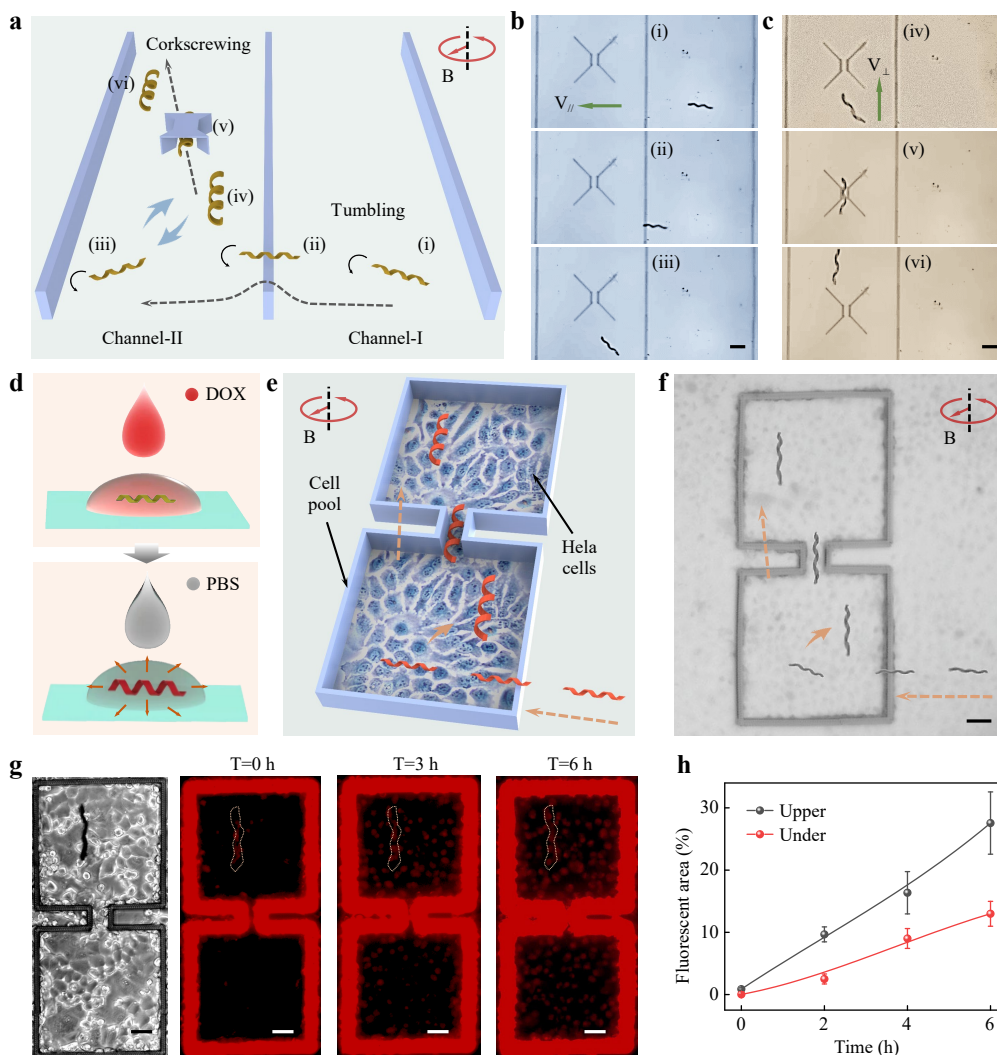 a
Corkscrewing
B
(vi)
(v)
(iv)
Tumbling
(iii)
(ii)
(i)
Channel-II
Channel-I
b
(i)
V//
(ii)
(iii)
c
(iv)
V⊥
(v)
(vi)
d
DOX
PBS
e
B
Cell
pool
Hela
cells
f
B
g
T=0 h
T=3 h
T=6 h
h
Upper
Under
Fluorescent area (%)
30
20
10
0
0
2
4
6
Time (h)